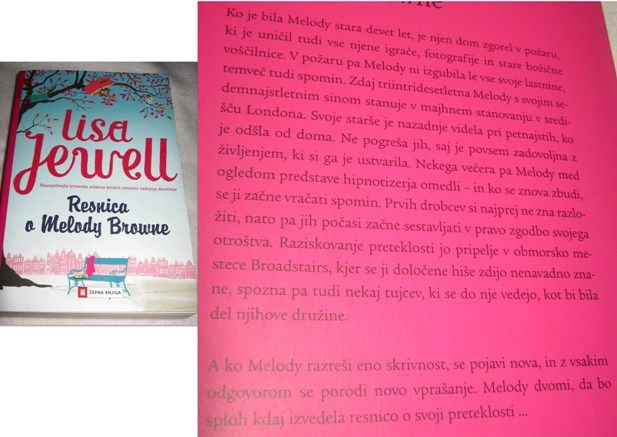 lisa
Jewell
Najuspešnejša britanska avtorica ženskih romanov zadnjega desetletja
Resnica
o Melody Browne
ŽEPNA KNJIGA
Ko je bila Melody stara devet let, je njen dom zgorel v požaru,
ki je uničil tudi vse njene igrače, fotografije in stare božične
voščilnice. V požaru pa Melody ni izgubila le vse svoje lastnine,
temveč tudi spomin. Zdaj triintridesetletna Melody s svojim se-
demnajstletnim sinom stanuje v majhnem stanovanju v sredi-
šču Londona. Svoje starše je nazadnje videla pri petnajstih, ko
je odšla od doma. Ne pogreša jih, saj je povsem zadovoljna z
življenjem, ki si ga je ustvarila. Nekega večera pa Melody med
ogledom predstave hipnotizerja omedli – in ko se znova zbudi,
se ji začne vračati spomin. Prvih drobcev si najprej ne zna razlo-
žiti, nato pa jih počasi začne sestavljati v pravo zgodbo svojega
otroštva. Raziskovanje preteklosti jo pripelje v obmorsko me-
stece Broadstairs, kjer se ji določene hiše zdijo nenavadno zna-
ne, spozna pa tudi nekaj tujcev, ki se do nje vedejo, kot bi bila
del njihove družine.
A ko Melody razreši eno skrivnost, se pojavi nova, in z vsakim
odgovorom se porodi novo vprašanje. Melody dvomi, da bo
sploh kdaj izvedela resnico o svoji preteklosti ...